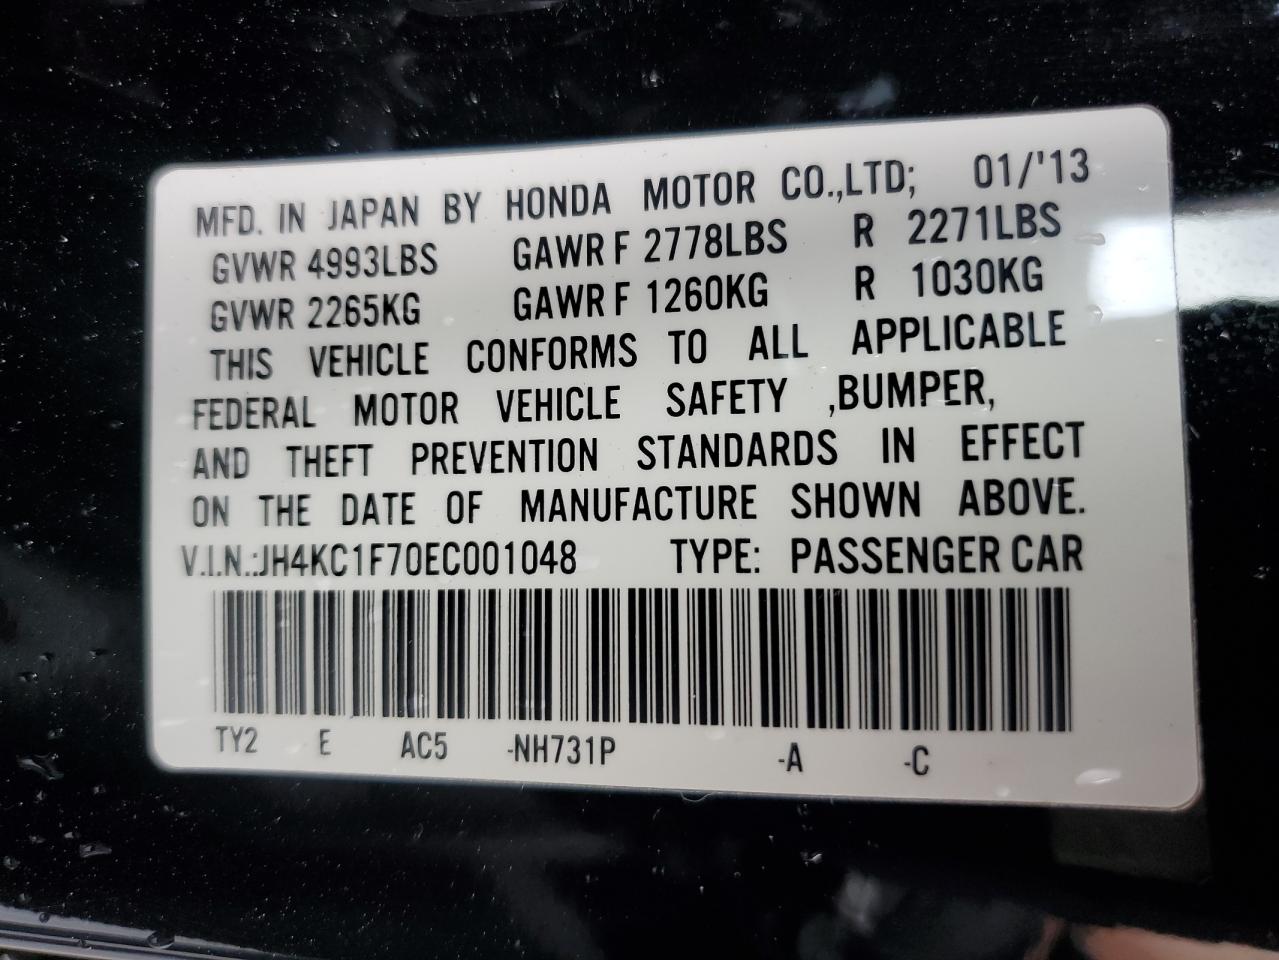 MFD. IN JAPAN BY HONDA MOTOR CO.,LTD; 01/'13
GVWR 4993LBS GAWR F 2778LBS R 2271LBS
GVWR 2265KG GAWR F 1260KG R 1030KG
THIS VEHICLE CONFORMS TO ALL APPLICABLE
FEDERAL MOTOR VEHICLE SAFETY ,BUMPER,
AND THEFT PREVENTION STANDARDS IN EFFECT
ON THE DATE OF MANUFACTURE SHOWN ABOVE.
V.I.N.:JH4KC1F70EC001048 TYPE: PASSENGER CAR
TY2 E AC5 -NH731P -A -C